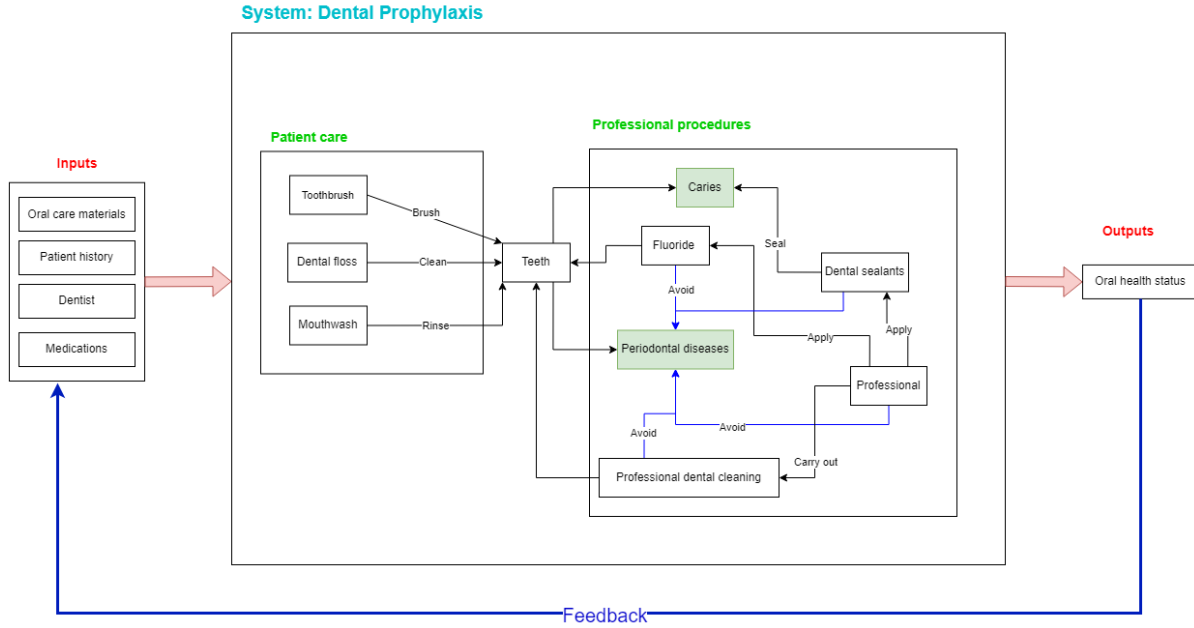 System: Dental Prophylaxis
Professional procedures
Patient care
Inputs
Toothbrush
Caries
Oral care materials
Brush
Outputs
Patient history
Dental floss
Clean
Teeth
Fluoride
Seal
Dental sealants
Oral health status
Dentist
Avoid
Mouthwash
Rinse
Apply
Apply
Medications
Periodontal diseases
Professional
Avoid
Avoid
Carry out
Professional dental cleaning
Feedback